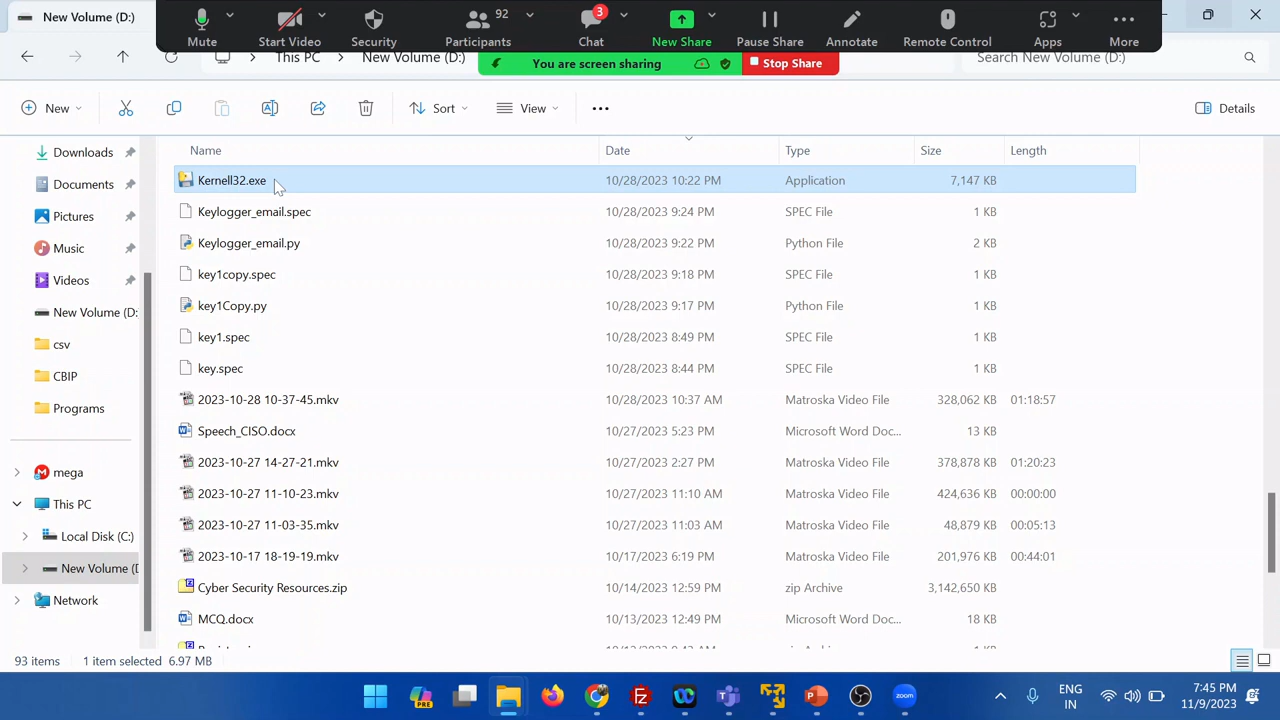 New Volume (D:)
Mute
Start Video
Security
92
Participants
3
Chat
New Share
Pause Share
Annotate
Remote Control
Apps
More
This PC
New Volume (D:)
You are screen sharing
Stop Share
Search New Volume (D:)
New
Sort
View
Details
Downloads
Documents
Pictures
Music
Videos
New Volume (D:
csv
CBIP
Programs
mega
This PC
Local Disk (C:)
New Volume (D
Network
Name Date Type Size Length
Kernell32.exe 10/28/2023 10:22 PM Application 7,147 KB
Keylogger_email.spec 10/28/2023 9:24 PM SPEC File 1 KB
Keylogger_email.py 10/28/2023 9:22 PM Python File 2 KB
key1copy.spec 10/28/2023 9:18 PM SPEC File 1 KB
key1Copy.py 10/28/2023 9:17 PM Python File 1 KB
key1.spec 10/28/2023 8:49 PM SPEC File 1 KB
key.spec 10/28/2023 8:44 PM SPEC File 1 KB
2023-10-28 10-37-45.mkv 10/28/2023 10:37 AM Matroska Video File 328,062 KB 01:18:57
Speech_CISO.docx 10/27/2023 5:23 PM Microsoft Word Doc... 13 KB
2023-10-27 14-27-21.mkv 10/27/2023 2:27 PM Matroska Video File 378,878 KB 01:20:23
2023-10-27 11-10-23.mkv 10/27/2023 11:10 AM Matroska Video File 424,636 KB 00:00:00
2023-10-27 11-03-35.mkv 10/27/2023 11:03 AM Matroska Video File 48,879 KB 00:05:13
2023-10-17 18-19-19.mkv 10/17/2023 6:19 PM Matroska Video File 201,976 KB 00:44:01
Cyber Security Resources.zip 10/14/2023 12:59 PM zip Archive 3,142,650 KB
MCQ.docx 10/13/2023 12:49 PM Microsoft Word Doc... 18 KB
93 items 1 item selected 6.97 MB
PRE
zoom
ENG
IN
7:45 PM
11/9/2023